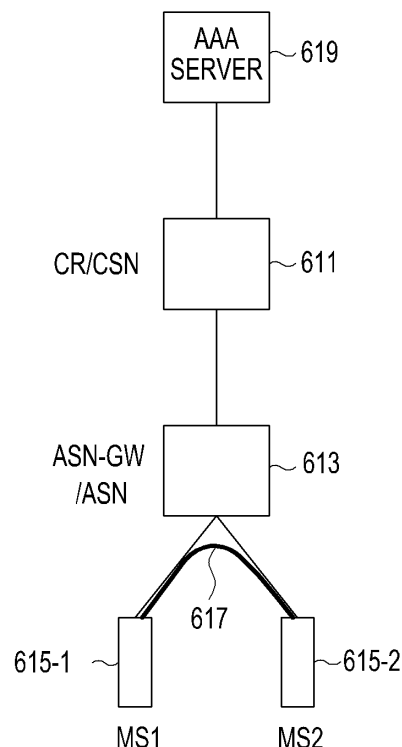 AAA
SERVER
619
CR/CSN
611
ASN-GW
/ASN
613
617
615-1
615-2
MS1
MS2